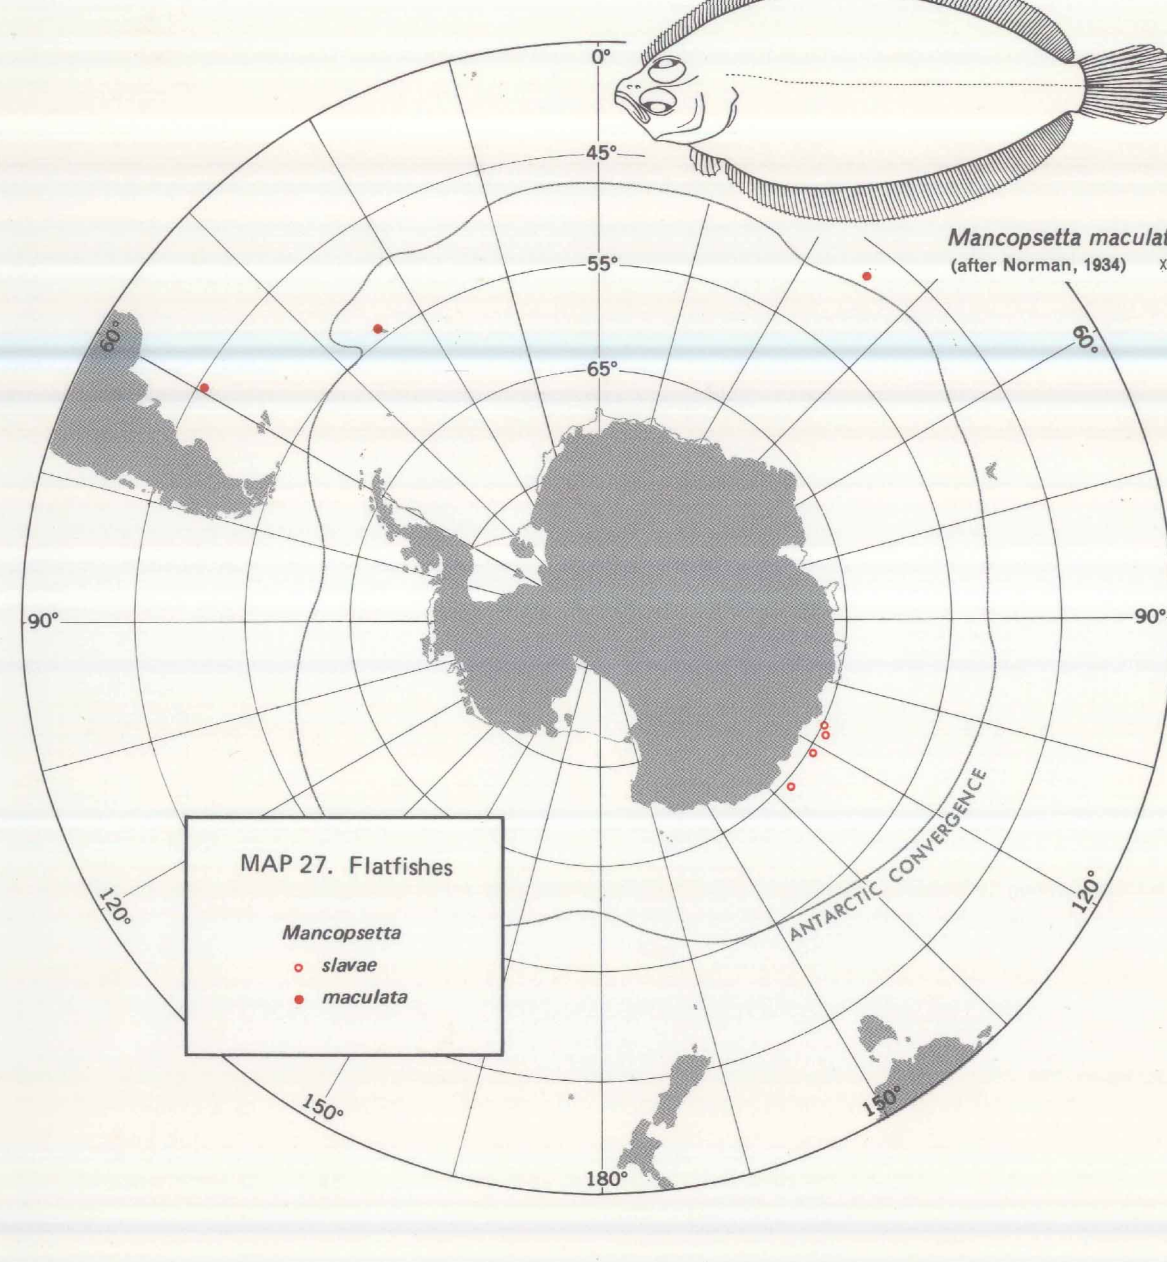 0°
45°
Mancopsetta maculat
(after Norman, 1934) x
55°
60°
60°
65°
90°
90°
ANTARCTIC CONVERGENCE
MAP 27. Flatfishes
Mancopsetta
slavae
maculata
120°
120°
150°
150°
180°